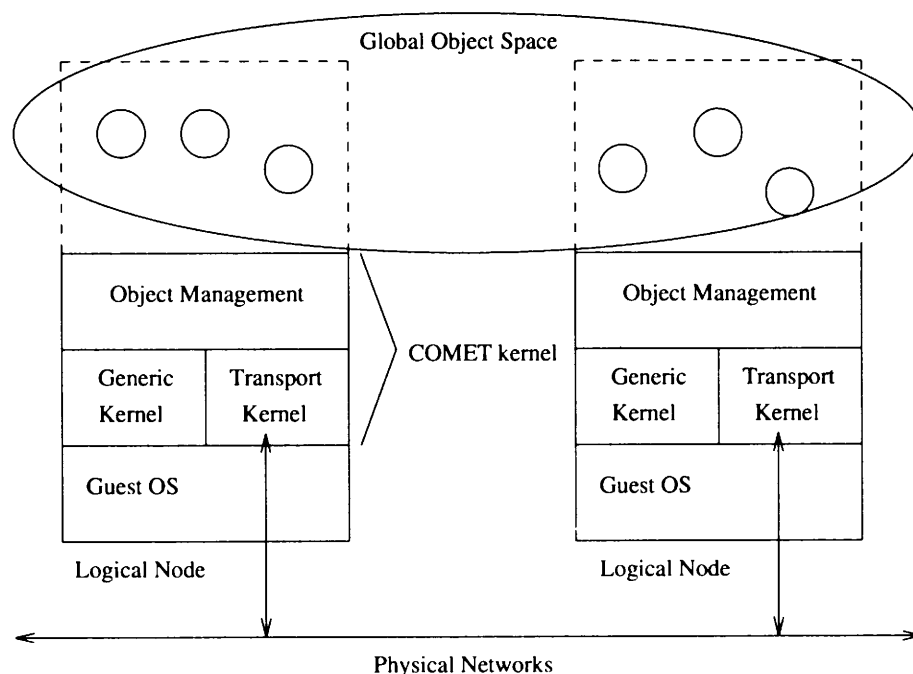 Global Object Space
Object Management
Object Management
COMET kernel
Generic
Kernel
Transport
Kernel
Generic
Kernel
Transport
Kernel
Guest OS
Guest OS
Logical Node
Logical Node
Physical Networks